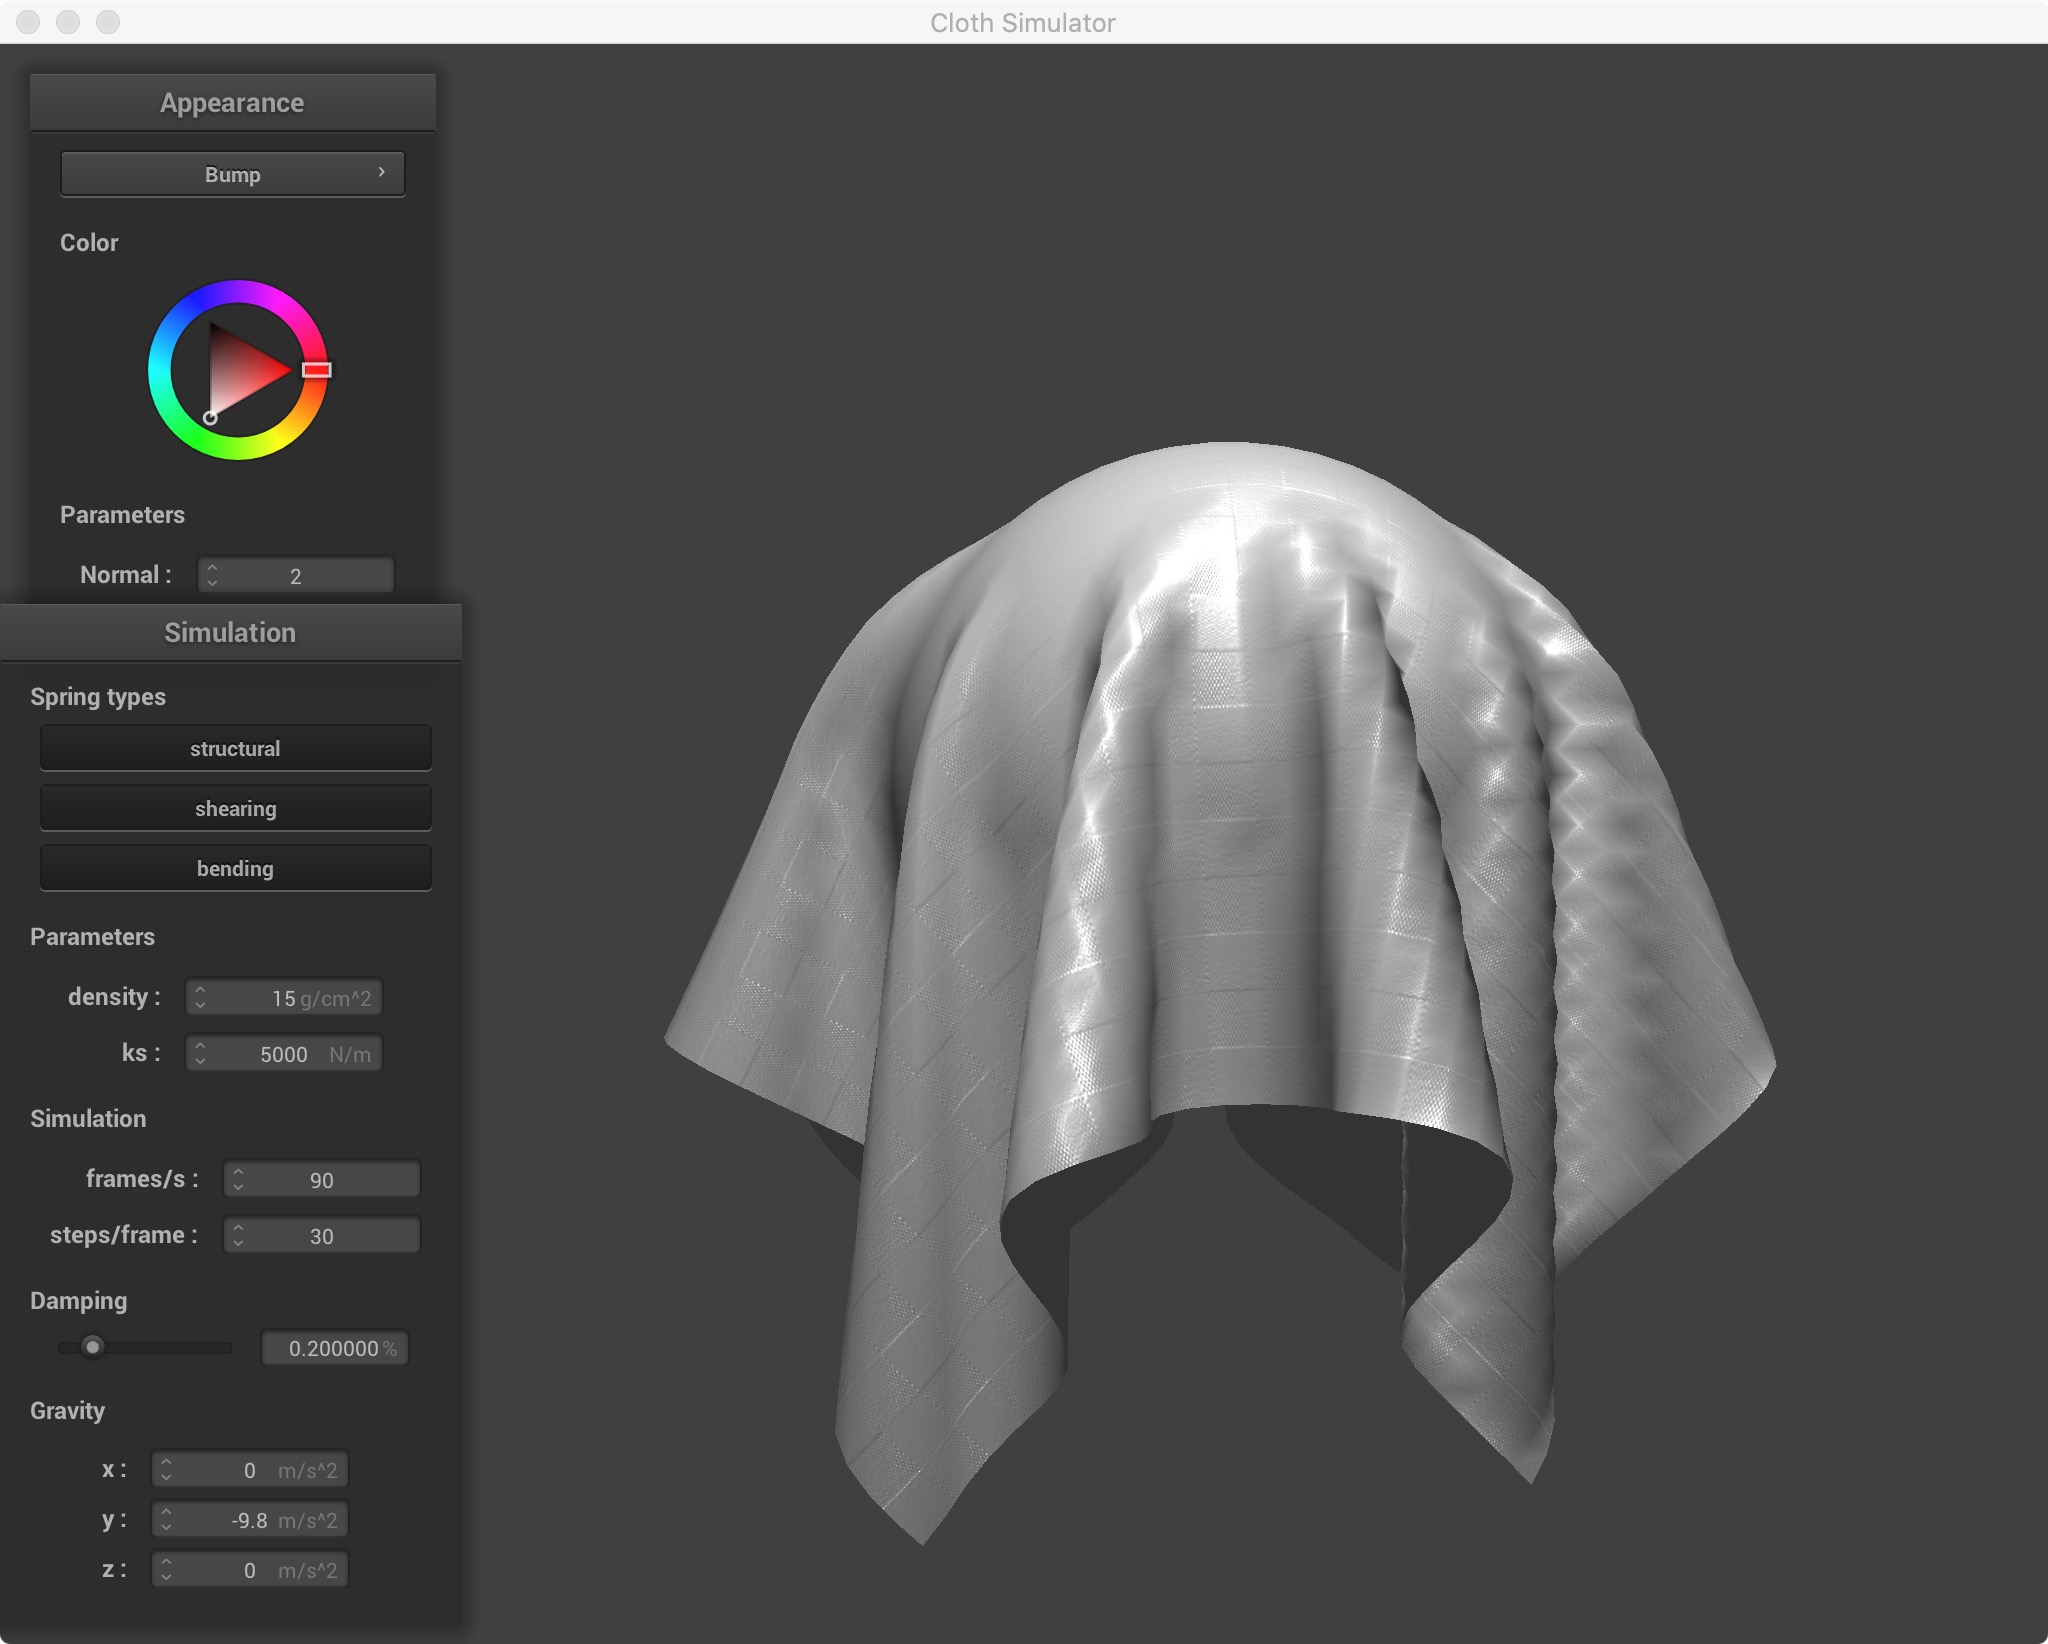 Cloth Simulator
Appearance
Bump
Color
Parameters
Normal : 2
Simulation
Spring types
structural
shearing
bending
Parameters
density : 15 g/cm^2
ks : 5000 N/m
Simulation
frames/s : 90
steps/frame : 30
Damping
0.200000 %
Gravity
x : 0 m/s^2
y : -9.8 m/s^2
z : 0 m/s^2